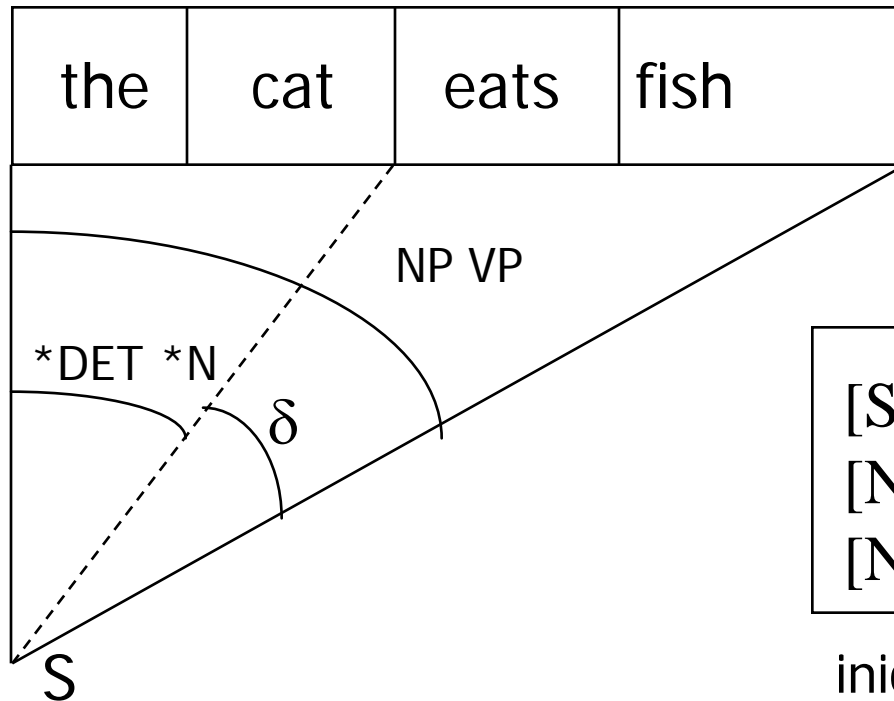 the cat eats fish
NP VP
*DET *N
δ
[S
[N
[N
S